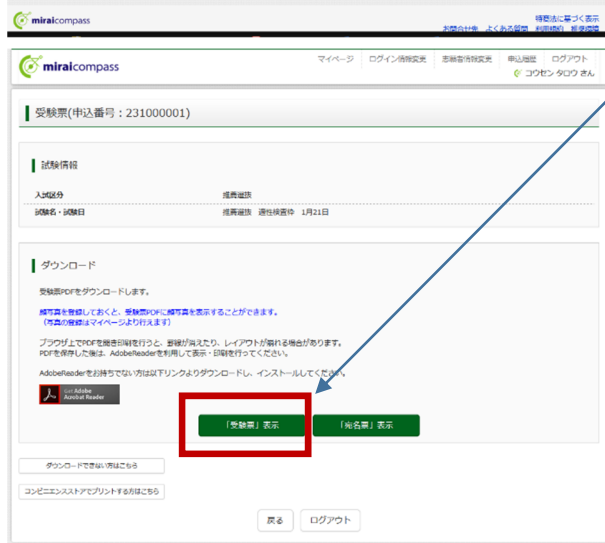 miraicompass
特商法に基づく表示
お問合せ先 よくある質問 利用規約 推奨環境
miraicompass
マイページ ログイン情報変更 志願者情報変更 申込履歴 ログアウト
コウセン タロウ さん
受験票(申込番号：231000001)
試験情報
入試区分 推薦選抜
試験名・試験日 推薦選抜 適性検査枠 1月21日
ダウンロード
受験票PDFをダウンロードします。
顔写真を登録しておくと、受験票PDFに顔写真を表示することができます。
（写真の登録はマイページより行えます）
ブラウザ上でPDFを開き印刷を行うと、罫線が消えたり、レイアウトが崩れる場合があります。
PDFを保存した後は、AdobeReaderを利用して表示・印刷を行ってください。
AdobeReaderをお持ちでない方は以下リンクよりダウンロードし、インストールしてください。
Get Adobe
Acrobat Reader
「受験票」表示 「宛名票」表示
ダウンロードできない方はこちら
コンビニエンスストアでプリントする方はこちら
戻る ログアウト